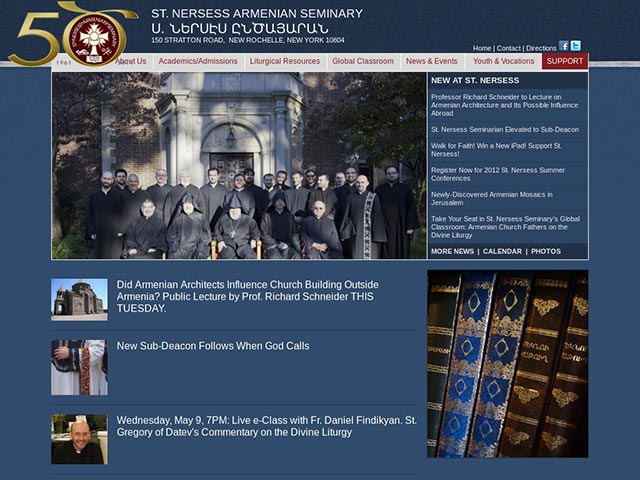 50
1961
ST. NERSESS ARMENIAN SEMINARY
Ս. ՆԵՐՍԷՍ ԸՆԾԱՅԱՐԱՆ
150 STRATTON ROAD, NEW ROCHELLE, NEW YORK 10804
Home | Contact | Directions
About Us Academics/Admissions Liturgical Resources Global Classroom News & Events Youth & Vocations SUPPORT
NEW AT ST. NERSESS
Professor Richard Schneider to Lecture on
Armenian Architecture and Its Possible Influence
Abroad
St. Nersess Seminarian Elevated to Sub-Deacon
Walk for Faith! Win a New iPad! Support St.
Nersess!
Register Now for 2012 St. Nersess Summer
Conferences
Newly-Discovered Armenian Mosaics in
Jerusalem
Take Your Seat in St. Nersess Seminary's Global
Classroom: Armenian Church Fathers on the
Divine Liturgy
MORE NEWS | CALENDAR | PHOTOS
Did Armenian Architects Influence Church Building Outside
Armenia? Public Lecture by Prof. Richard Schneider THIS
TUESDAY.
New Sub-Deacon Follows When God Calls
Wednesday, May 9, 7PM: Live e-Class with Fr. Daniel Findikyan. St.
Gregory of Datev's Commentary on the Divine Liturgy